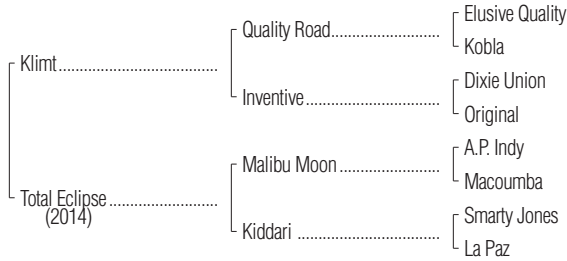 Elusive Quality
Quality Road
Kobla
Klimt
Dixie Union
Inventive
Original
A.P. Indy
Malibu Moon
Macoumba
Total Eclipse
(2014)
Smarty Jones
Kiddari
La Paz